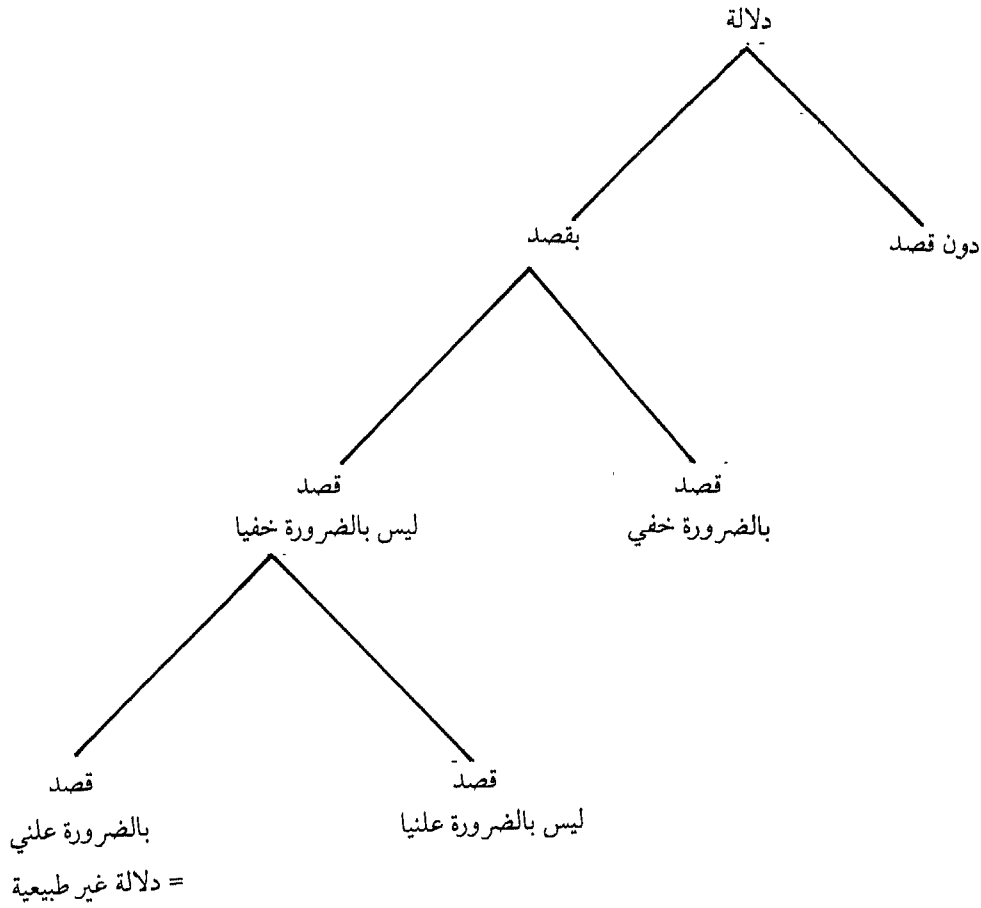 دلالة
دون قصد
بقصد
قصد
بالضرورة خفي
قصد
ليس بالضرورة خفيا
قصد
ليس بالضرورة علنيا
قصد
بالضرورة علني
= دلالة غير طبيعية